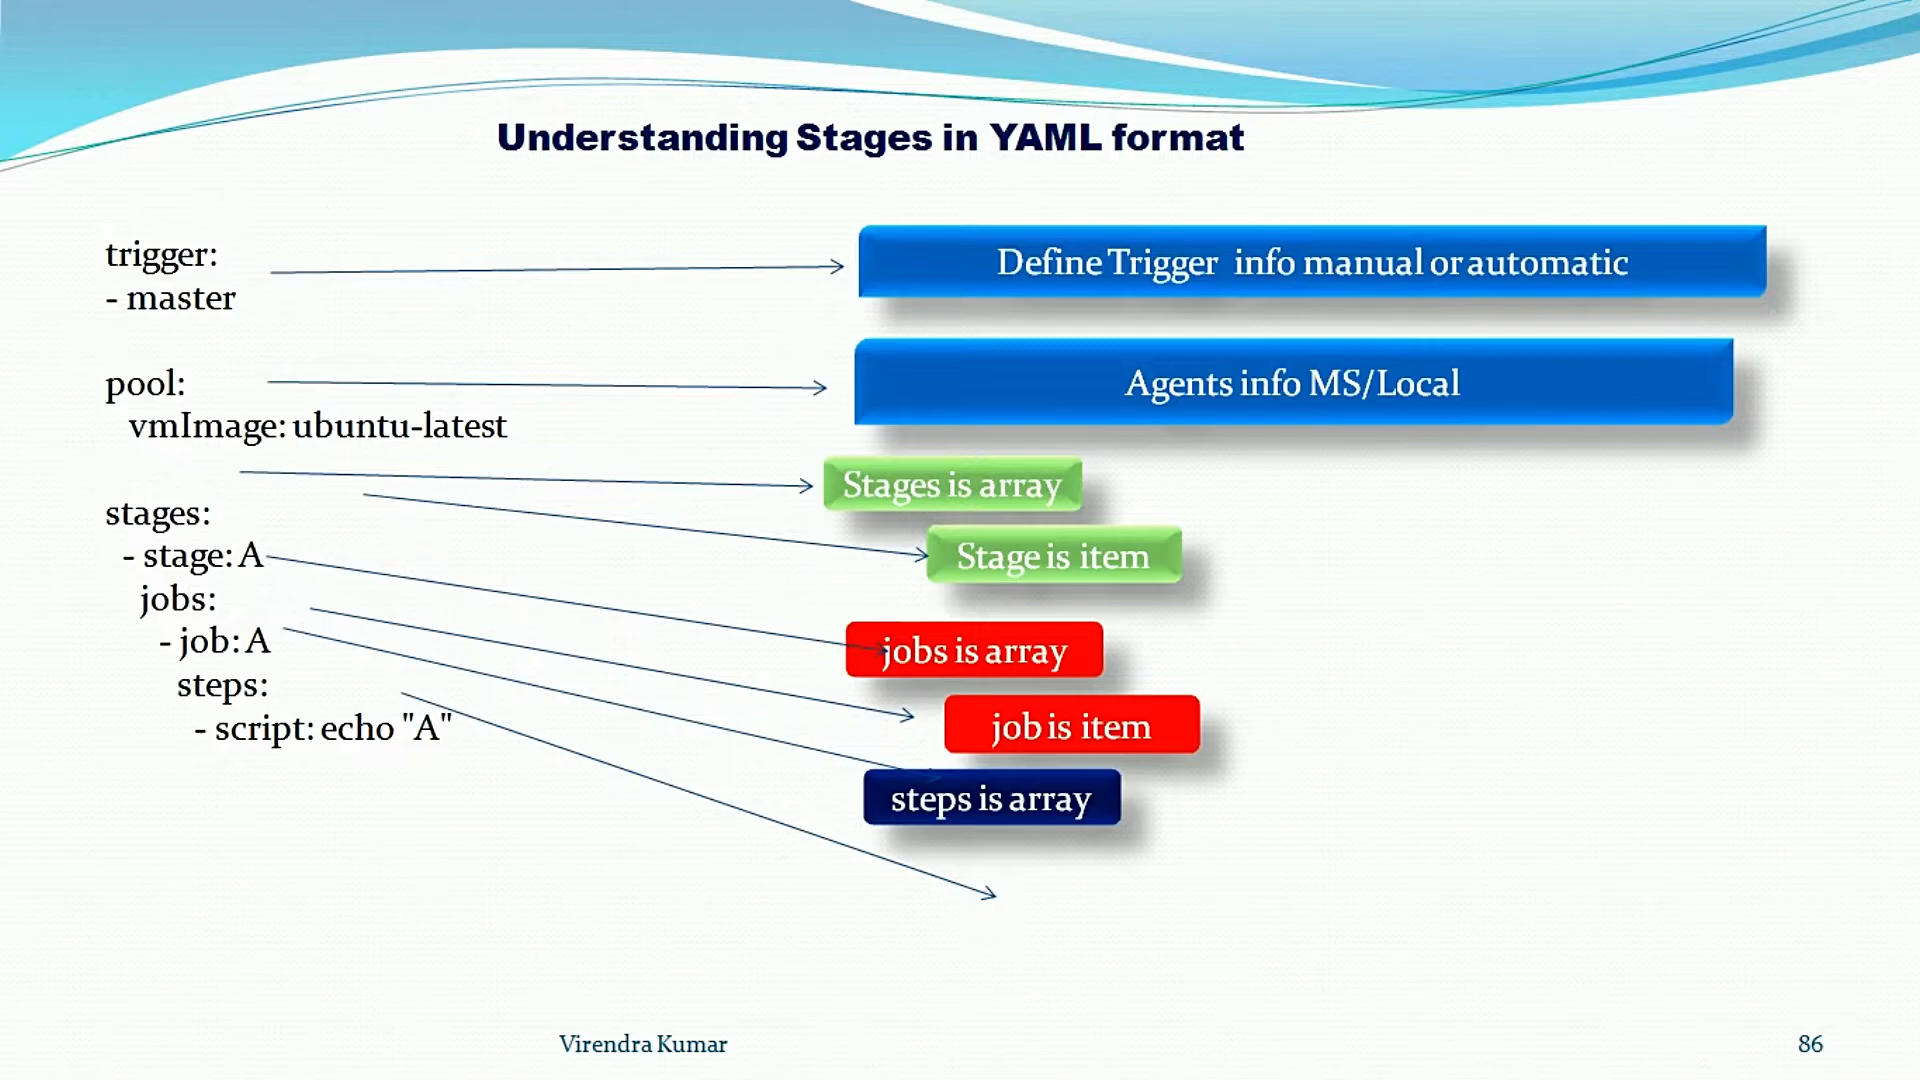 Understanding Stages in YAML format
trigger:
- master
Define Trigger info manual or automatic
pool:
vmImage: ubuntu-latest
Agents info MS/Local
stages:
- stage: A
jobs:
- job: A
steps:
- script: echo "A"
Stages is array
Stage is item
jobs is array
job is item
steps is array
Virendra Kumar
86